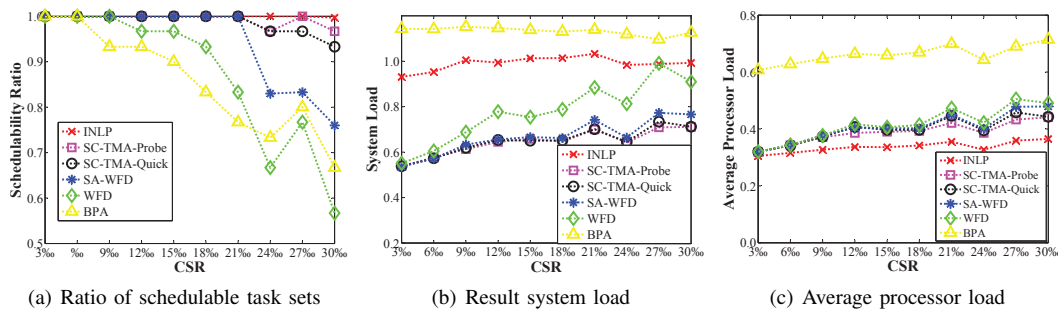 Schedulability Ratio
1.0
0.9
0.8
0.7
0.6
0.5
INLP
SC-TMA-Probe
SC-TMA-Quick
SA-WFD
WFD
BPA
3‰ 6‰ 9‰ 12‰ 15‰ 18‰ 21‰ 24‰ 27‰ 30‰
CSR
(a) Ratio of schedulable task sets
System Load
1.2
1.0
0.8
0.6
0.4
0.2
INLP
SC-TMA-Probe
SC-TMA-Quick
SA-WFD
WFD
BPA
3‰ 6‰ 9‰ 12‰ 15‰ 18‰ 21‰ 24‰ 27‰ 30‰
CSR
(b) Result system load
Average Processor Load
0.8
0.6
0.4
0.2
0.0
INLP
SC-TMA-Probe
SC-TMA-Quick
SA-WFD
WFD
BPA
3‰ 6‰ 9‰ 12‰ 15‰ 18‰ 21‰ 24‰ 27‰ 30‰
CSR
(c) Average processor load